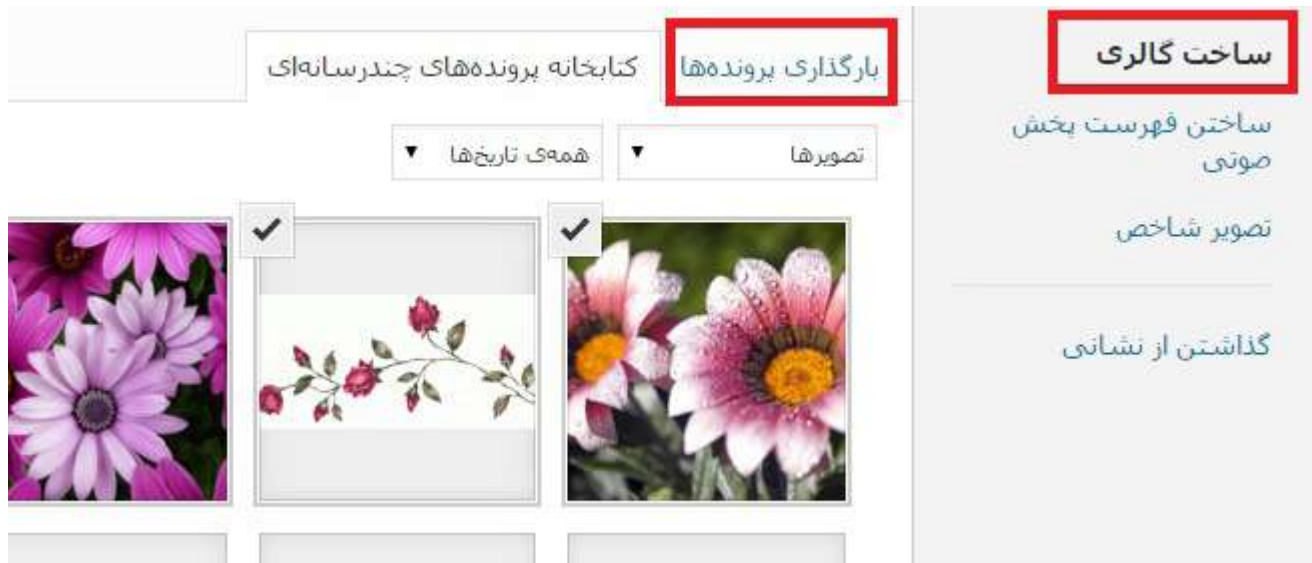 ساخت گالری
ساختن فهرست پخش
صوتی
تصویر شاخص
گذاشتن از نشانی
بارگذاری پرونده‌ها
کتابخانه پرونده‌های چندرسانه‌ای
تصویرها
همه‌ی تاریخ‌ها